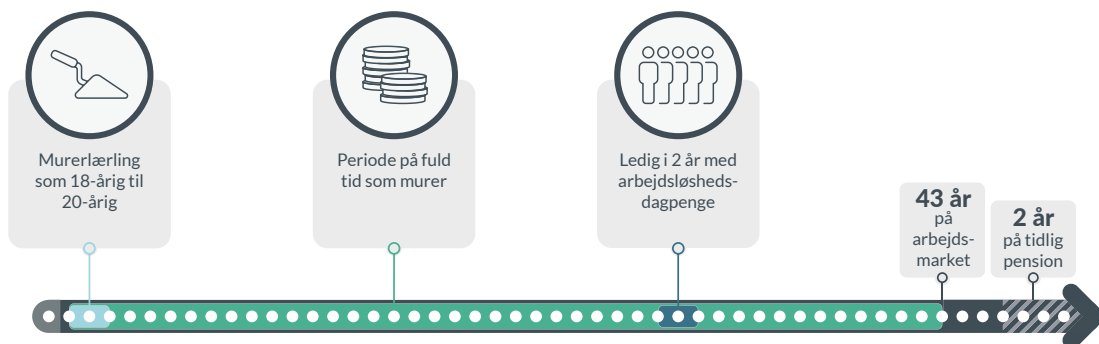 Murerlærling
som 18-årig til
20-årig
Periode på fuld
tid som murer
Ledig i 2 år med
arbejdsløsheds-
dagpenge
43 år
på
arbejds-
market
2 år
på tidlig
pension